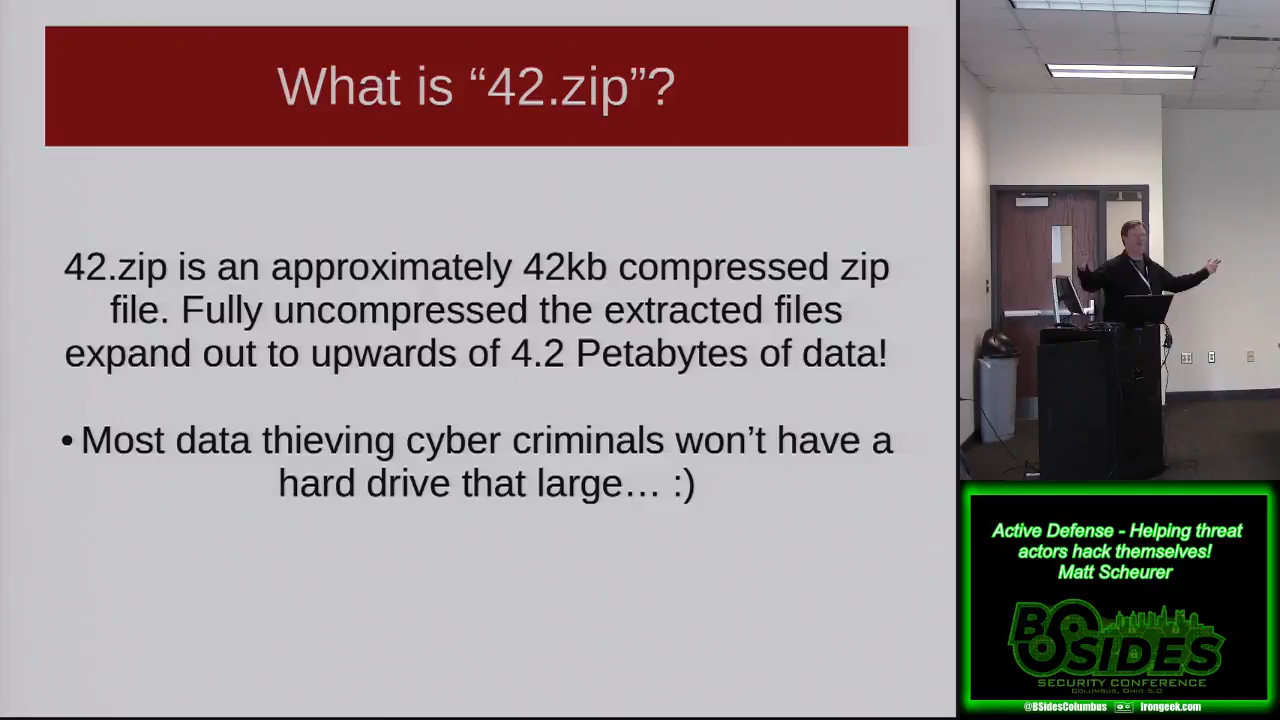 What is “42.zip”?
42.zip is an approximately 42kb compressed zip
file. Fully uncompressed the extracted files
expand out to upwards of 4.2 Petabytes of data!
• Most data thieving cyber criminals won’t have a
hard drive that large… :)
Active Defense - Helping threat
actors hack themselves!
Matt Scheurer
BSIDES
SECURITY CONFERENCE
COLUMBUS, OHIO
@BSidesColumbus
irongeek.com